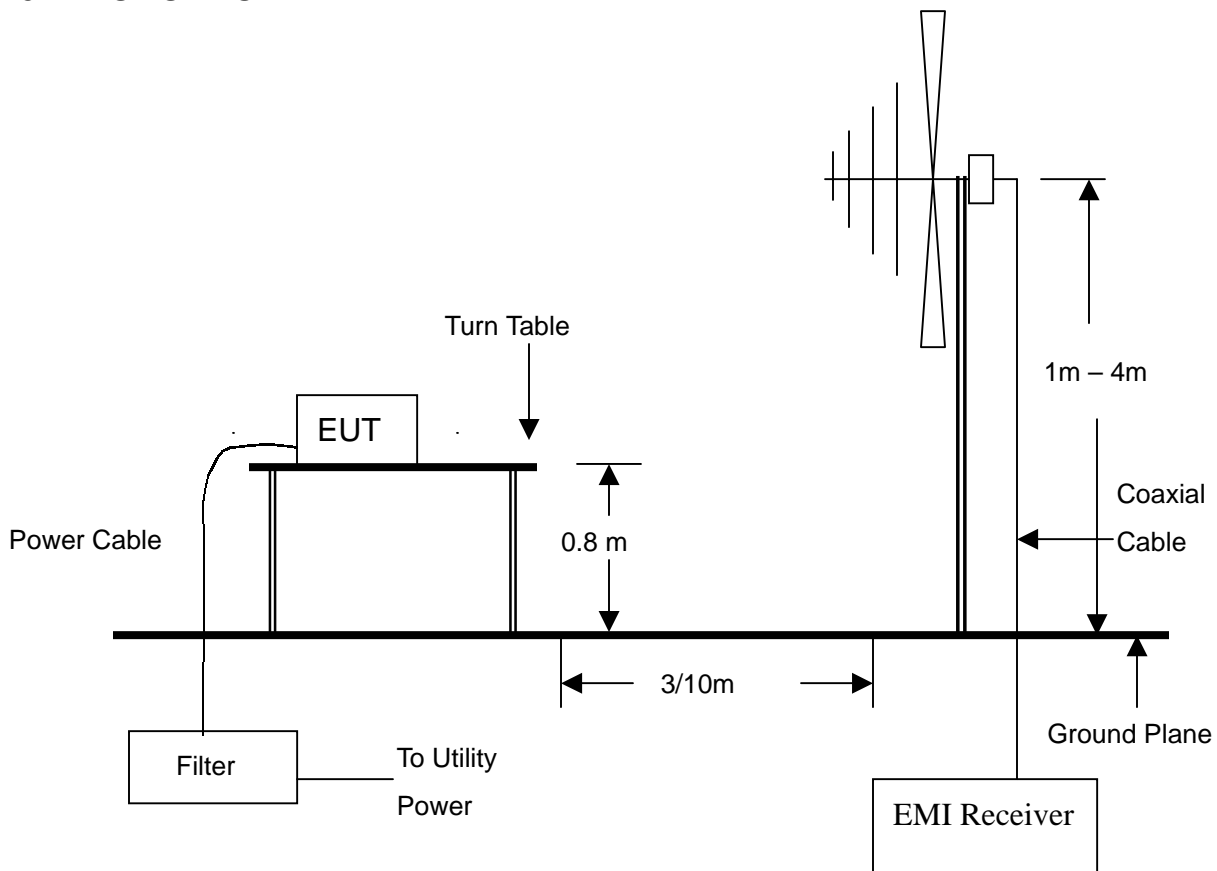 Turn Table
1m – 4m
EUT
Coaxial
Cable
Power Cable
0.8 m
3/10m
Ground Plane
Filter
To Utility
Power
EMI Receiver